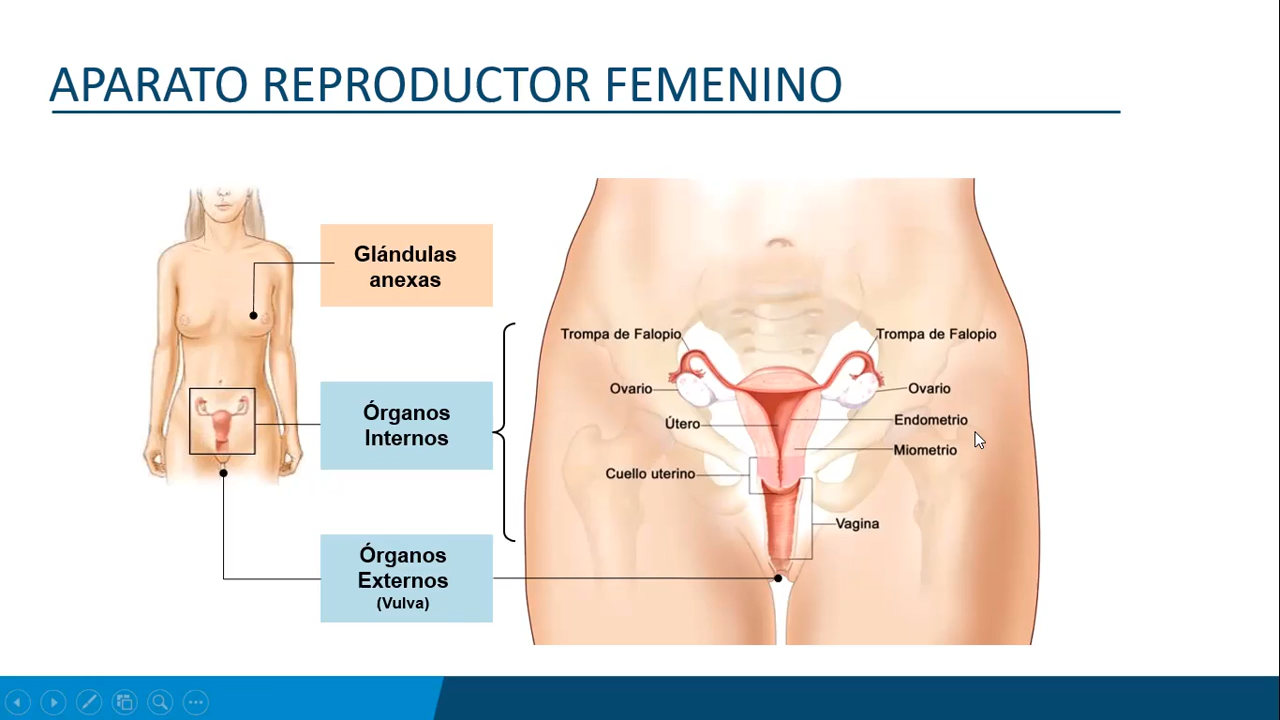 APARATO REPRODUCTOR FEMENINO
Glándulas
anexas
Órganos
Internos
Órganos
Externos
(Vulva)
Trompa de Falopio
Trompa de Falopio
Ovario
Ovario
Útero
Endometrio
Miometrio
Cuello uterino
Vagina